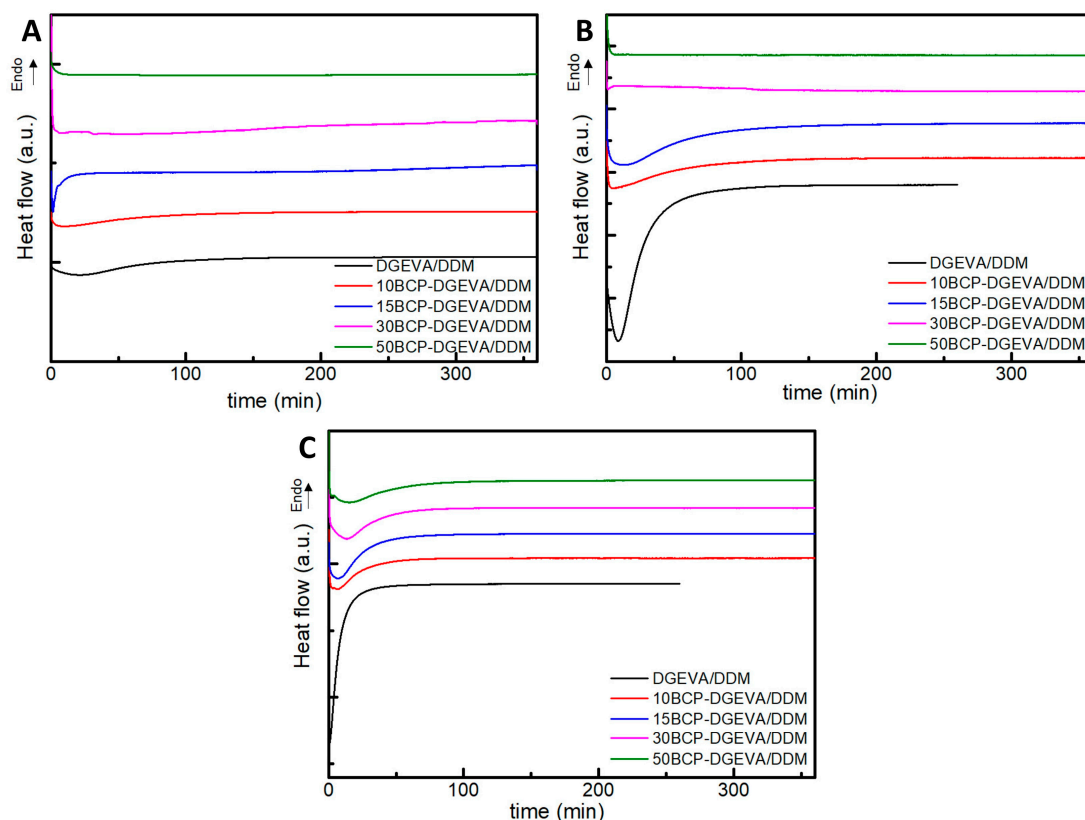 A
Endo
Heat flow (a.u.)
DGEVA/DDM
10BCP-DGEVA/DDM
15BCP-DGEVA/DDM
30BCP-DGEVA/DDM
50BCP-DGEVA/DDM
0 100 200 300
time (min)
B
Endo
Heat flow (a.u.)
DGEVA/DDM
10BCP-DGEVA/DDM
15BCP-DGEVA/DDM
30BCP-DGEVA/DDM
50BCP-DGEVA/DDM
0 100 200 300
time (min)
C
Endo
Heat flow (a.u.)
DGEVA/DDM
10BCP-DGEVA/DDM
15BCP-DGEVA/DDM
30BCP-DGEVA/DDM
50BCP-DGEVA/DDM
0 100 200 300
time (min)